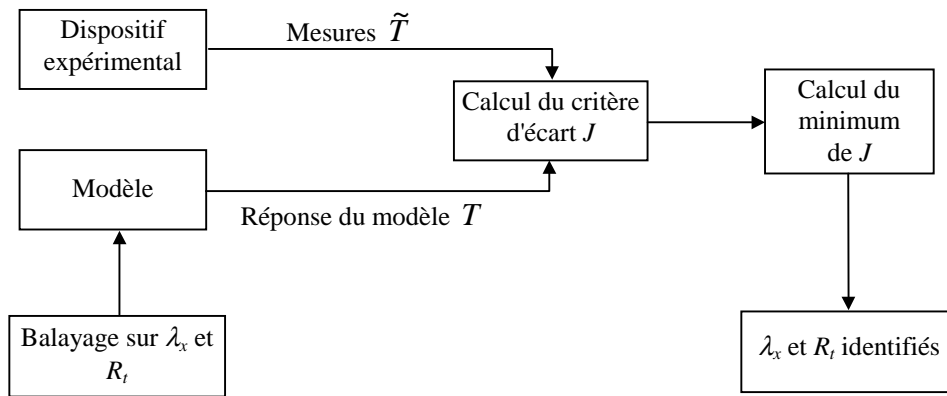 Dispositif
expérimental
Mesures T̃
Calcul du critère
d'écart J
Calcul du
minimum
de J
Modèle
Réponse du modèle T
Balayage sur λx et
Rt
λx et Rt identifiés